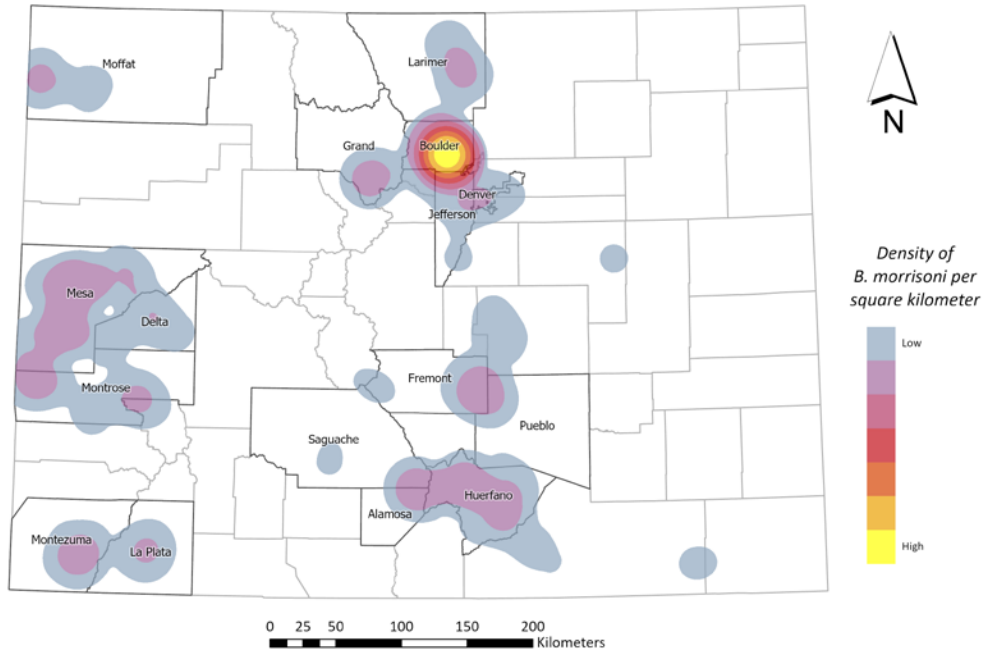 Moffat
Larimer
Grand
Boulder
Denver
Jefferson
Mesa
Delta
Montrose
Fremont
Pueblo
Saguache
Huerfano
Alamosa
Montezuma
La Plata
N
Density of
B. morrisoni per
square kilometer
Low
High
0 25 50 100 150 200
Kilometers